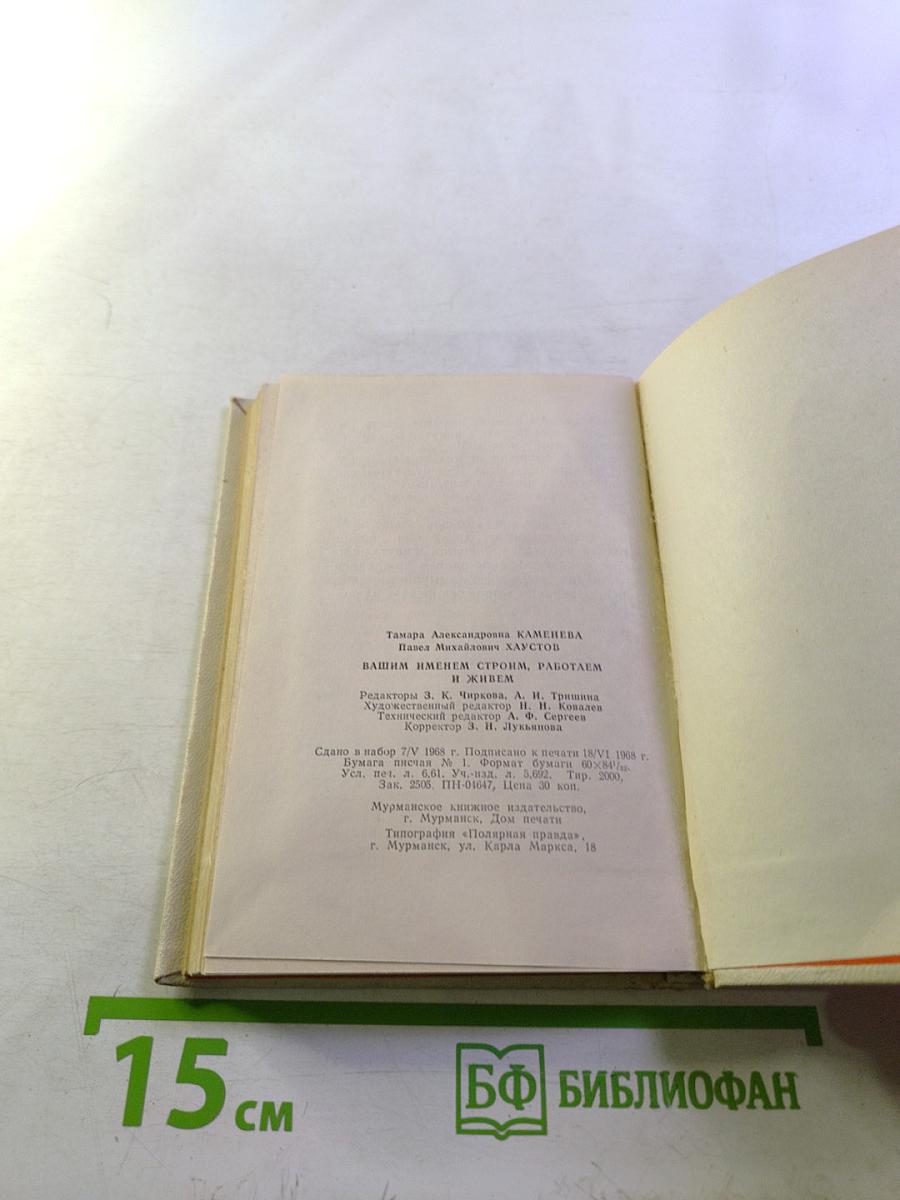 Тамара Александровна КАМЕНЕВА
Павел Михайлович ХАУСТОВ
ВАШИМ ИМЕНЕМ СТРОИМ, РАБОТАЕМ
И ЖИВЕМ
Редакторы З. К. Чиркова, А. И. Тришина
Художественный редактор Н. Н. Ковалев
Технический редактор А. Ф. Сергеев
Корректор З. Н. Лукьянова
Сдано в набор 7/V 1968 г. Подписано к печати 18/VI 1968 г.
Бумага писчая № 1. Формат бумаги 60×84¹/₃₂.
Усл. печ. л. 6,61. Уч.-изд. л. 5,692. Тир. 2000,
Зак. 2505. ПН-01647, Цена 30 коп.
Мурманское книжное издательство,
г. Мурманск, Дом печати
Типография «Полярная правда»,
г. Мурманск, ул. Карла Маркса, 18
15 см
БФ БИБЛИОФАН